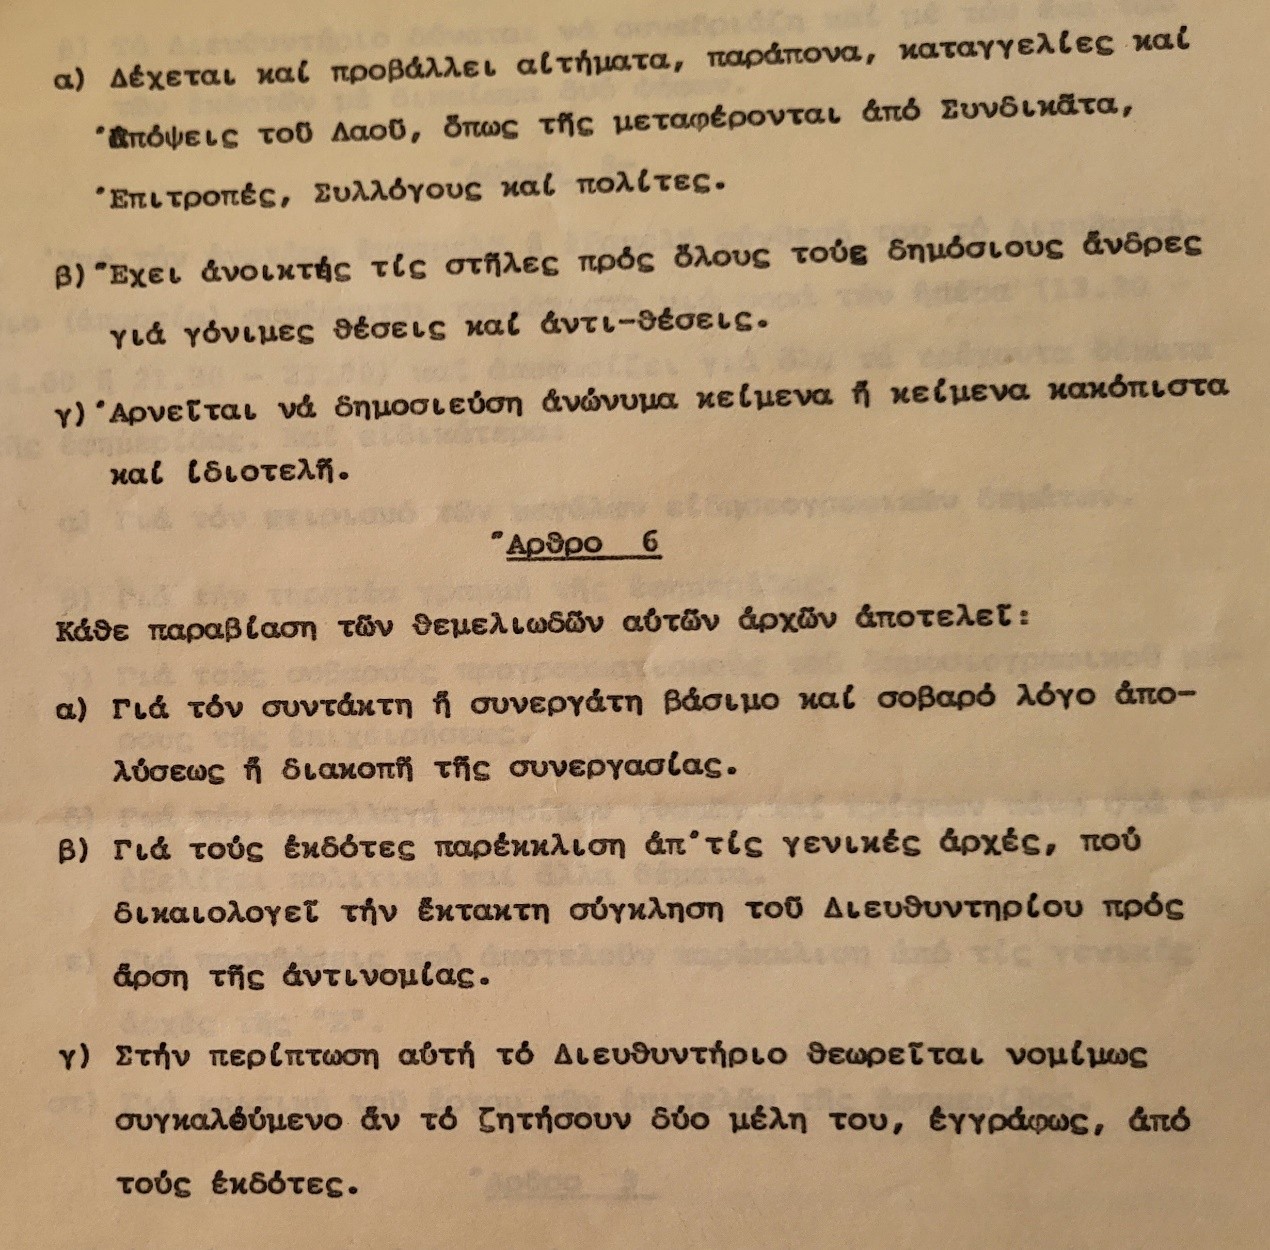 α) Δέχεται καί προβάλλει αἰτήματα, παράπονα, καταγγελίες καί
Ἀπόψεις τοῦ Λαοῦ, ὅπως τῆς μεταφέρονται ἀπό Συνδικᾶτα,
Ἐπιτροπές, Συλλόγους καί πολίτες.
β) Ἔχει ἀνοικτές τίς στῆλες πρός ὅλους τούς δημόσιους ἄνδρες
γιά γόνιμες θέσεις καί ἀντι-θέσεις.
γ) Ἀρνεῖται νά δημοσιεύση ἀνώνυμα κείμενα ἤ κείμενα κακόπιστα
καί ἰδιοτελῆ.
Ἄρθρο 6
Κάθε παραβίαση τῶν θεμελιωδῶν αὐτῶν ἀρχῶν ἀποτελεῖ:
α) Γιά τόν συντάκτη ἤ συνεργάτη βάσιμο καί σοβαρό λόγο ἀπο-
λύσεως ἤ διακοπῆ τῆς συνεργασίας.
β) Γιά τούς ἐκδότες παρέκκλιση ἀπ'τίς γενικές ἀρχές, πού
δικαιολογεῖ τήν ἔκτακτη σύγκληση τοῦ Διευθυντηρίου πρός
ἄρση τῆς ἀντινομίας.
γ) Στήν περίπτωση αὐτή τό Διευθυντήριο θεωρεῖται νομίμως
συγκαλούμενο ἄν τό ζητήσουν δύο μέλη του, ἐγγράφως, ἀπό
τούς ἐκδότες.